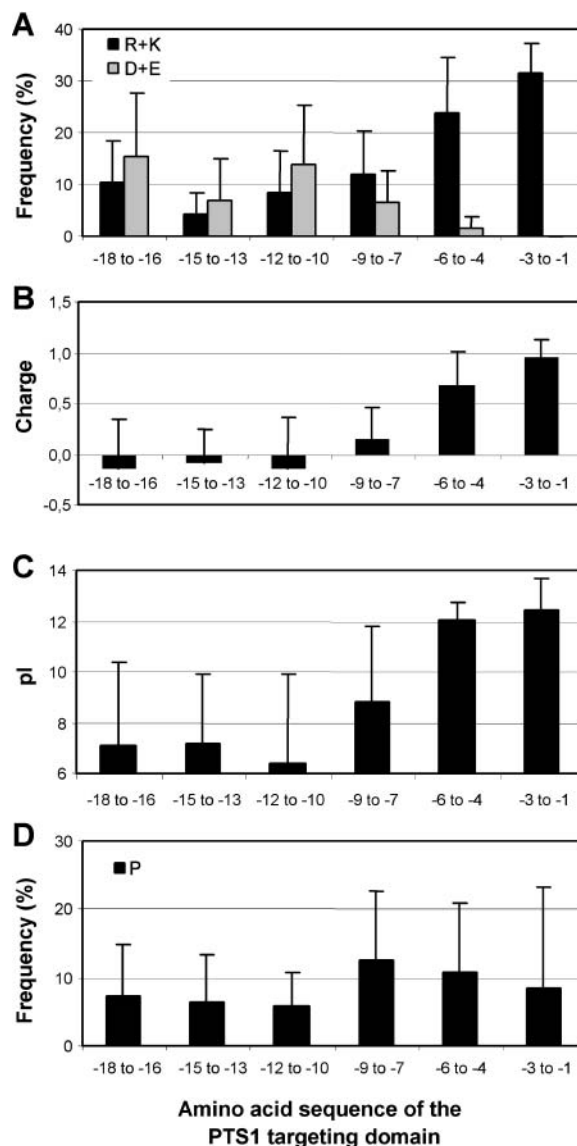 A
R+K
D+E
Frequency (%)
40
30
20
10
0
-18 to -16 -15 to -13 -12 to -10 -9 to -7 -6 to -4 -3 to -1
B
Charge
1,5
1,0
0,5
0,0
-0,5
-18 to -16 -15 to -13 -12 to -10 -9 to -7 -6 to -4 -3 to -1
C
pI
14
12
10
8
6
-18 to -16 -15 to -13 -12 to -10 -9 to -7 -6 to -4 -3 to -1
D
P
Frequency (%)
30
20
10
0
-18 to -16 -15 to -13 -12 to -10 -9 to -7 -6 to -4 -3 to -1
Amino acid sequence of the
PTS1 targeting domain